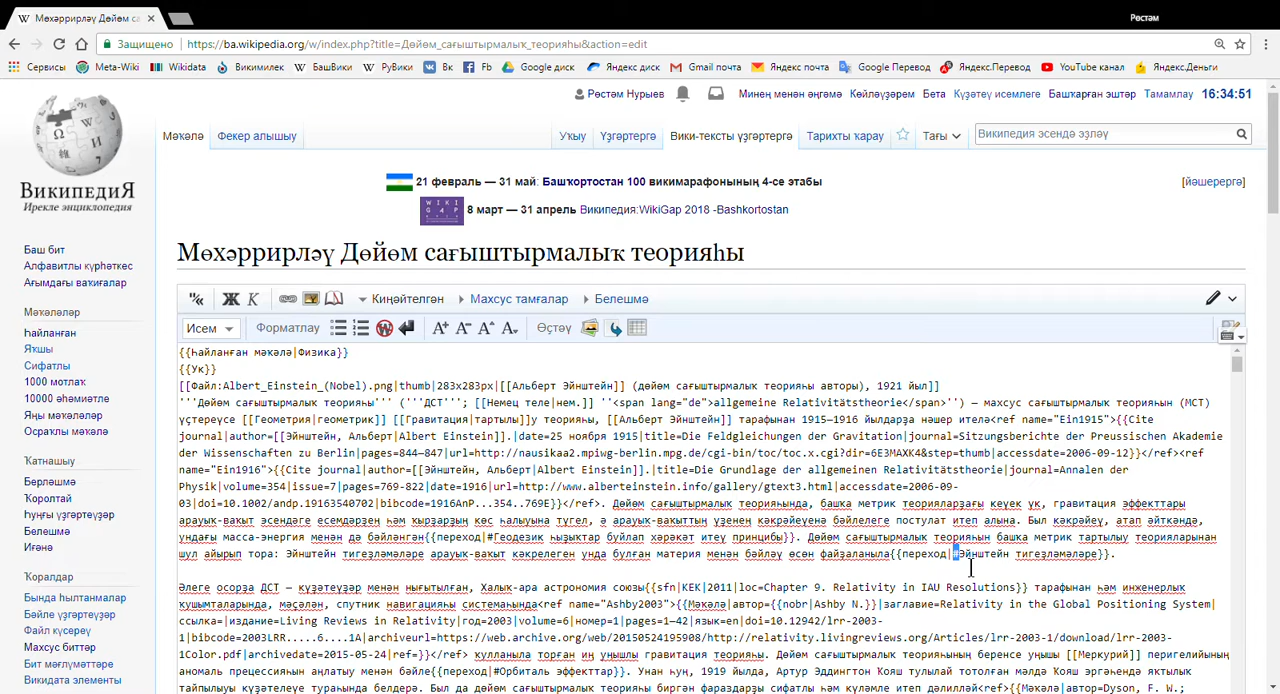 Мөхәррирләү Дөйөм са
Рөстәм
Защищено
https://ba.wikipedia.org/w/index.php?title=Дөйөм_сағыштырмалыҡ_теорияһы&action=edit
Сервисы Meta-Wiki Wikidata Викимилек БашВики РуВики Вк Fb Google диск Яндекс диск Gmail почта Яндекс почта Google Перевод Яндекс.Перевод YouTube канал Яндекс.Деньги
Рөстәм Нурыев Минең менән әңгәмә Көйләүҙәрем Бета Күҙәтеү исемлеге Башҡарған эштәр Тамамлау 16:34:51
Мәҡәлә Фекер алышыу Уҡыу Үҙгәртергә Вики-тексты үҙгәртергә Тарихты ҡарау Тағы Википедия эсендә эҙләү
21 февраль — 31 май: Башҡортостан 100 викимарафонының 4-се этабы
[йәшерергә]
WIKI GAP
8 март — 31 апрель Википедия:WikiGap 2018 -Bashkortostan
ВикипедиЯ
Ирекле энциклопедия
Баш бит
Алфавитлы күрһәткес
Ағымдағы ваҡиғалар
Мәҡәләләр
Һайланған
Яҡшы
Сифатлы
1000 мотлаҡ
10000 әһәмиәтле
Яңы мәҡәләләр
Осраҡлы мәҡәлә
Ҡатнашыу
Берләшмә
Ҡоролтай
Һуңғы үҙгәртеүҙәр
Белешмә
Иғәнә
Ҡоралдар
Бында һылтанмалар
Бәйле үҙгәртеүҙәр
Файл күсереү
Махсус биттәр
Бит мәғлүмәттәре
Викидата элементы
Мөхәррирләү Дөйөм сағыштырмалыҡ теорияһы
Ж К Киңәйтелгән Махсус тамғалар Белешмә
Исем Форматлау Өҫтәү
{{Һайланған мәҡәлә|Физика}}
{{Ук}}
[[Файл:Albert_Einstein_(Nobel).png|thumb|283x283px|[[Альберт Эйнштейн]] (дөйөм сағыштырмалыҡ теорияһы авторы), 1921 йыл]]
'''Дөйөм сағыштырмалыҡ теорияһы''' ('''ДСТ'''; [[Немец теле|нем.]] ''<span lang="de">allgemeine Relativitätstheorie</span>'') — махсус сағыштырмалыҡ теорияһын (МСТ)
үҫтереүсе [[Геометрия|геометрик]] [[Гравитация|тартылыу]]у теорияһы, [[Альберт Эйнштейн]] тарафынан 1915—1916 йылдарҙа нәшер ителә<ref name="Ein1915">{{Cite
journal|author=[[Эйнштейн, Альберт|Albert Einstein]].|date=25 ноября 1915|title=Die Feldgleichungen der Gravitation|journal=Sitzungsberichte der Preussischen Akademie
der Wissenschaften zu Berlin|pages=844—847|url=http://nausikaa2.mpiwg-berlin.mpg.de/cgi-bin/toc/toc.x.cgi?dir=6E3MAXK4&step=thumb|accessdate=2006-09-12}}</ref><ref
name="Ein1916">{{Cite journal|author=[[Эйнштейн, Альберт|Albert Einstein]].|title=Die Grundlage der allgemeinen Relativitätstheorie|journal=Annalen der
Physik|volume=354|issue=7|pages=769-822|date=1916|url=http://www.alberteinstein.info/gallery/gtext3.html|accessdate=2006-09-
03|doi=10.1002/andp.19163540702|bibcode=1916AnP...354..769E}}</ref>. Дөйөм сағыштырмалыҡ теорияһында, башҡа метрик теорияларҙағы кеүек үк, гравитация эффекттары
арауыҡ-ваҡыт эсендәге есемдәрҙең һәм ҡырҙарҙың көс һалыуына түгел, ә арауыҡ-ваҡыттың үҙенең кәкрәйеүенә бәйлелеге постулат итеп алына. Был кәкрәйеү, атап әйткәндә,
ундағы масса-энергия менән дә бәйләнгән{{переход|#Геодезик һыҙыҡтар буйлап хәрәкәт итеү принцибы}}. Дөйөм сағыштырмалыҡ теорияһын башҡа метрик тартылыу теорияларынан
шул айырып тора: Эйнштейн тигеҙләмәләре арауыҡ-ваҡыт кәкрелеген унда булған материя менән бәйләү өсөн файҙаланыла{{переход|#Эйнштейн тигеҙләмәләре}}.
Әлеге осорҙа ДСТ — күҙәтеүҙәр менән нығытылған, Халыҡ-ара астрономия союзы{{sfn|КЕК|2011|loc=Chapter 9. Relativity in IAU Resolutions}} тарафынан һәм инженерлыҡ
ҡушымталарында, мәҫәлән, спутник навигацияһы системаһында<ref name="Ashby2003">{{Мәҡәлә|автор={{nobr|Ashby N.}}|заглавие=Relativity in the Global Positioning System|
ссылка=|издание=Living Reviews in Relativity|год=2003|volume=6|номер=1|pages=1—42|язык=en|doi=10.12942/lrr-2003-
1|bibcode=2003LRR.....6....1A|archiveurl=https://web.archive.org/web/20150524195908/http://relativity.livingreviews.org/Articles/lrr-2003-1/download/lrr-2003-
1Color.pdf|archivedate=2015-05-24|ref=}}</ref> ҡулланыла торған иң уңышлы гравитация теорияһы. Дөйөм сағыштырмалыҡ теорияһының беренсе уңышы [[Меркурий]] перигелийының
аномаль прецессияһын аңлатыу менән бәйле{{переход|#Орбиталь эффекттар}}. Унан һуң, 1919 йылда, Артур Эддингтон Ҡояш тулылай тотолған мәлдә Ҡояш эргәһендә яҡтылыҡ
тайпылыуы күҙәтелеүе тураһында белдерә. Был да дөйөм сағыштырмалыҡ теорияһы биргән фараздарҙы сифатлы һәм күләмле итеп дәлилләй<ref>{{Мәҡәлә|автор=Dyson, F. W.;